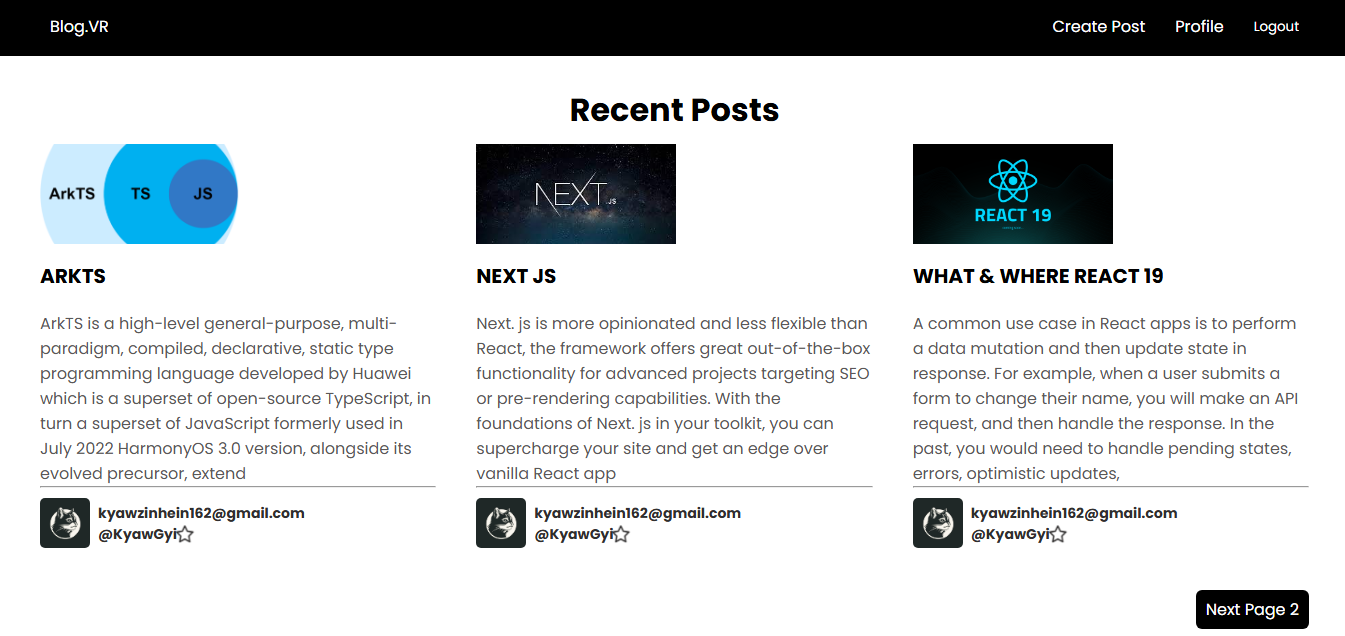 Blog.VR
Create Post
Profile
Logout
Recent Posts
ArkTS
TS
JS
NEXT.JS
REACT 19
ARKTS
ArkTS is a high-level general-purpose, multi-
paradigm, compiled, declarative, static type
programming language developed by Huawei
which is a superset of open-source TypeScript, in
turn a superset of JavaScript formerly used in
July 2022 HarmonyOS 3.0 version, alongside its
evolved precursor, extend
kyawzinhein162@gmail.com
@KyawGyi
NEXT JS
Next. js is more opinionated and less flexible than
React, the framework offers great out-of-the-box
functionality for advanced projects targeting SEO
or pre-rendering capabilities. With the
foundations of Next. js in your toolkit, you can
supercharge your site and get an edge over
vanilla React app
kyawzinhein162@gmail.com
@KyawGyi
WHAT & WHERE REACT 19
A common use case in React apps is to perform
a data mutation and then update state in
response. For example, when a user submits a
form to change their name, you will make an API
request, and then handle the response. In the
past, you would need to handle pending states,
errors, optimistic updates,
kyawzinhein162@gmail.com
@KyawGyi
Next Page 2